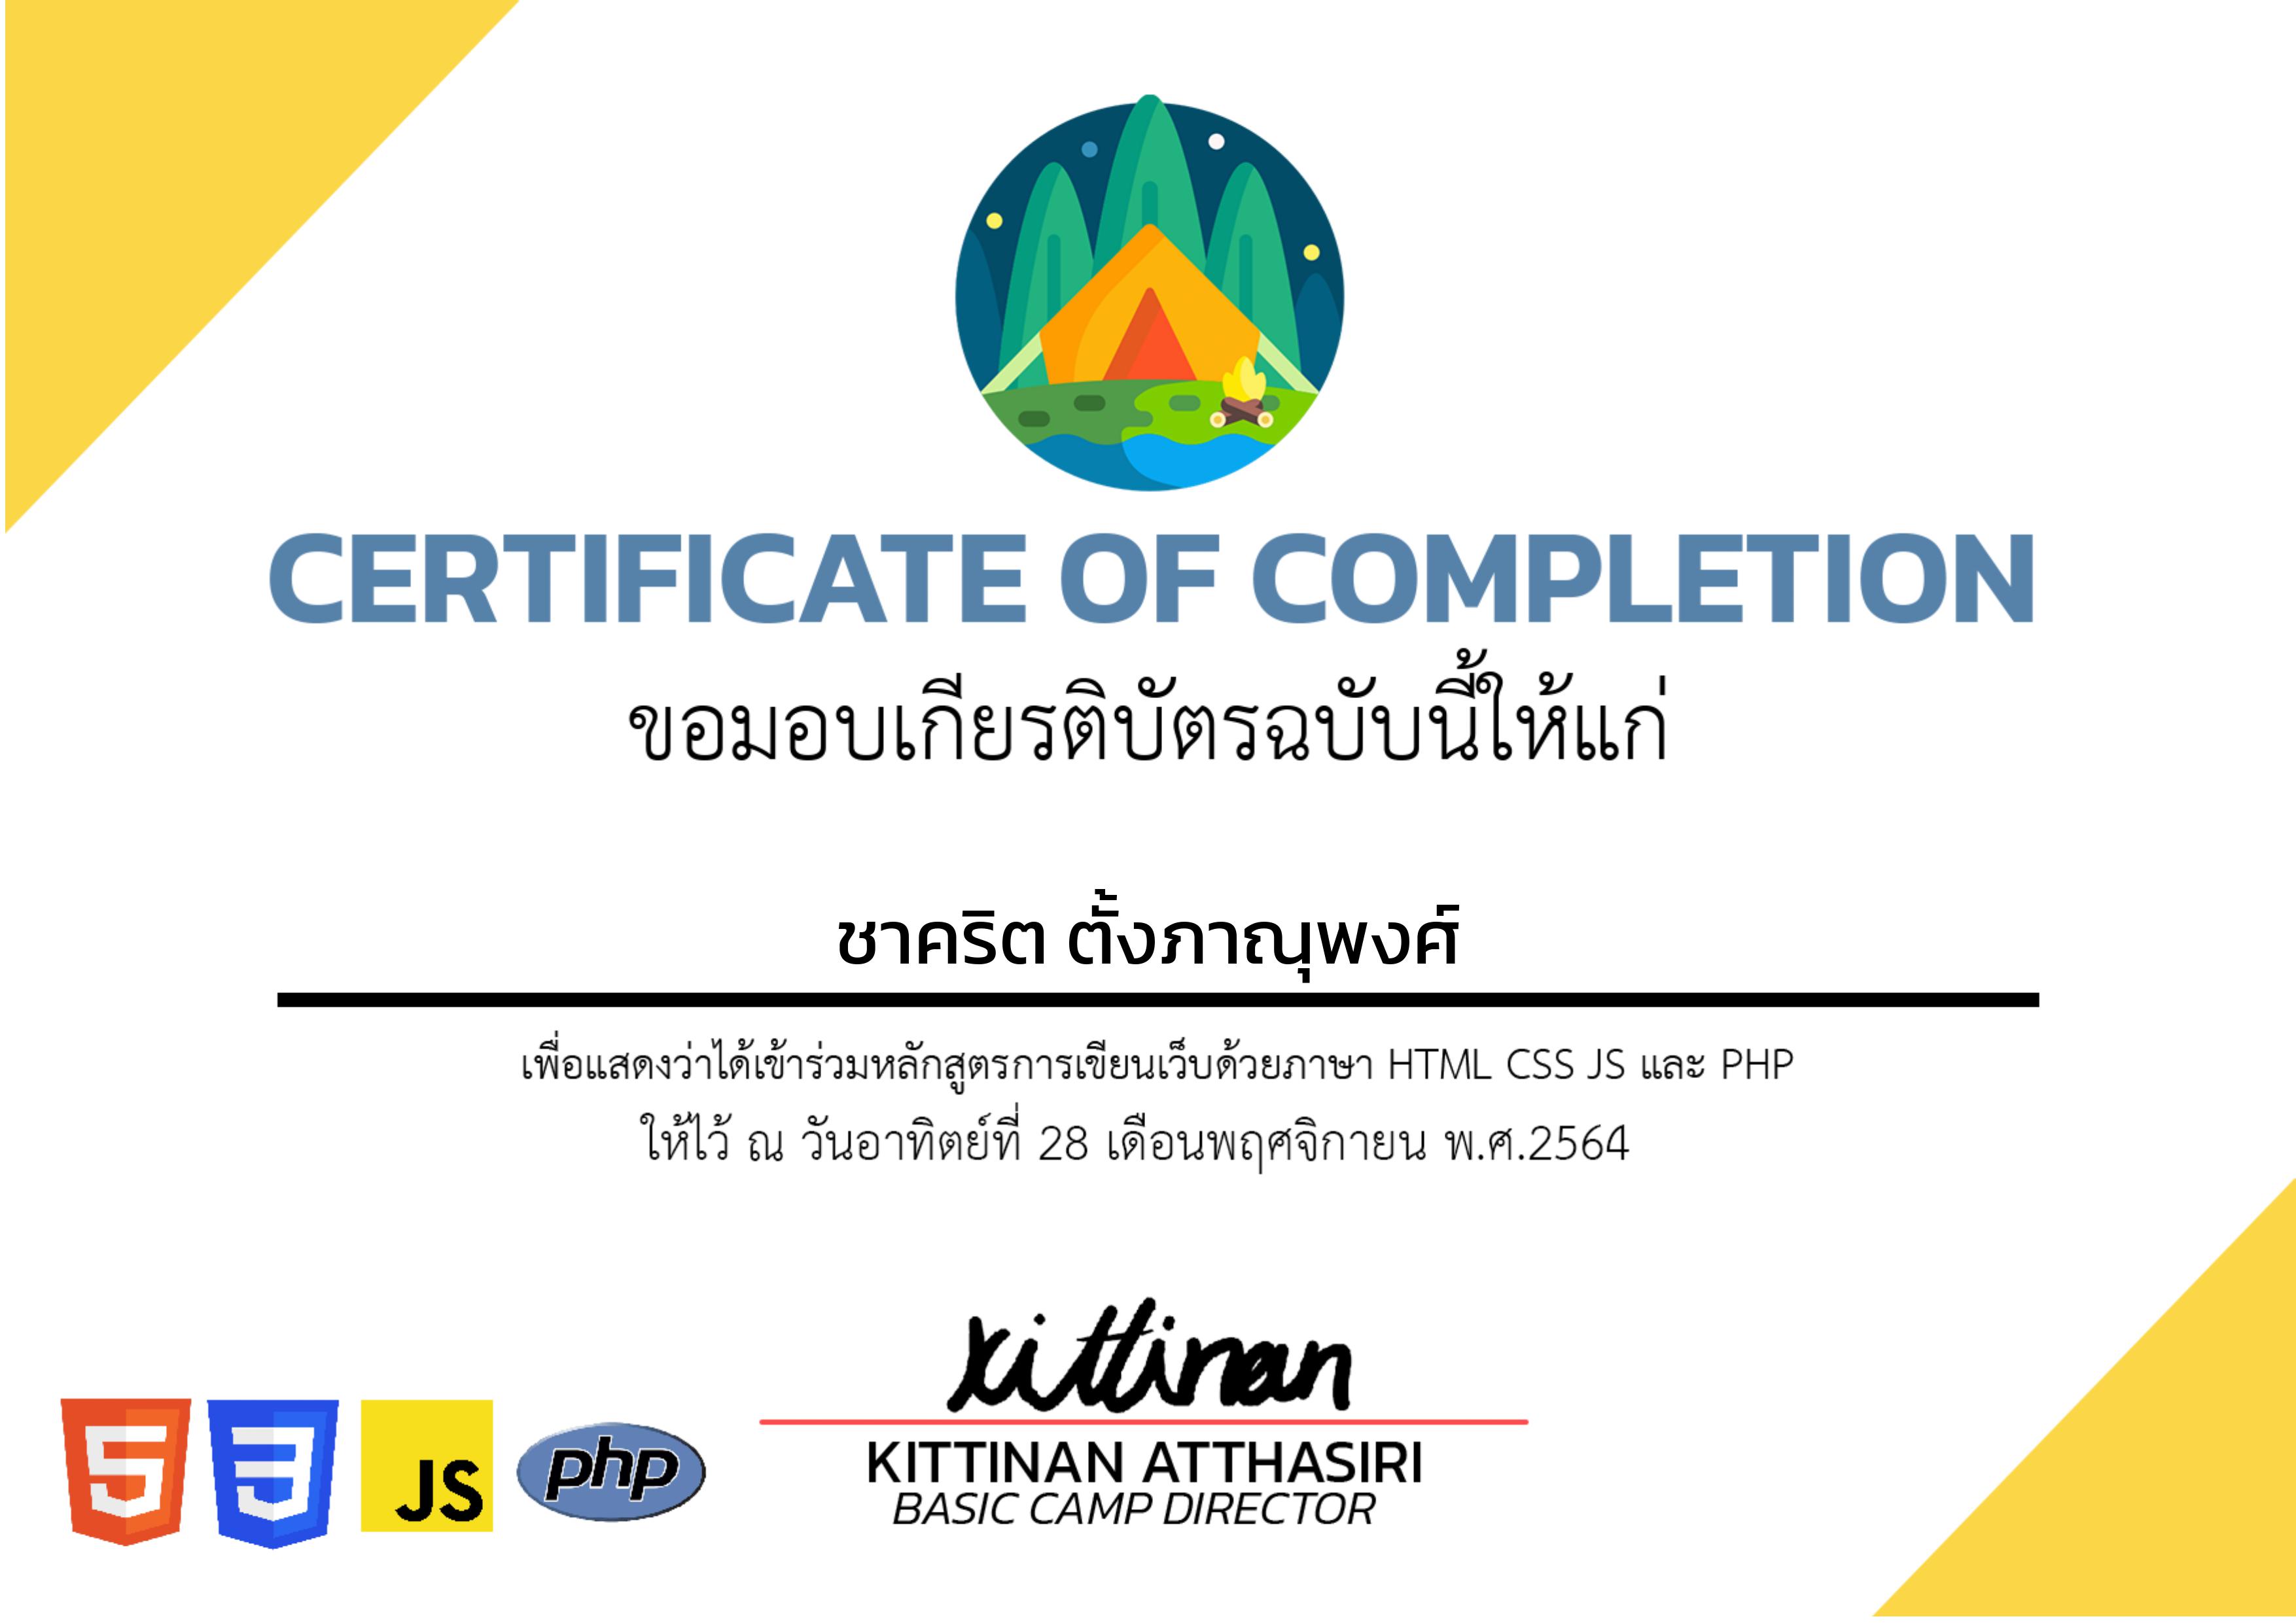 CERTIFICATE OF COMPLETION
ขอมอบเกียรติบัตรฉบับนี้ให้แก่
ชาคริต ตั้งภาณุพงศ์
เพื่อแสดงว่าได้เข้าร่วมหลักสูตรการเขียนเว็บด้วยภาษา HTML CSS JS และ PHP
ให้ไว้ ณ วันอาทิตย์ที่ 28 เดือนพฤศจิกายน พ.ศ.2564
kittinan
KITTINAN ATTHASIRI
BASIC CAMP DIRECTOR
5 3 JS php